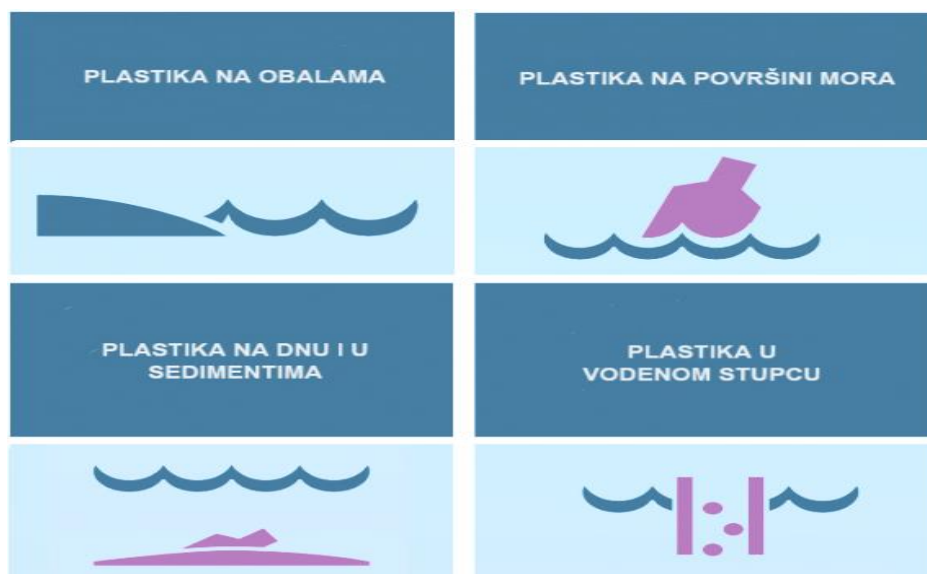 PLASTIKA NA OBALAMA
PLASTIKA NA POVRŠINI MORA
PLASTIKA NA DNU I U
SEDIMENTIMA
PLASTIKA U
VODENOM STUPCU